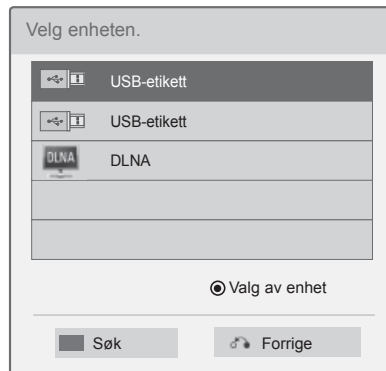 Velg enheten.
USB-etikett
USB-etikett
DLNA DLNA
Valg av enhet
Søk Forrige